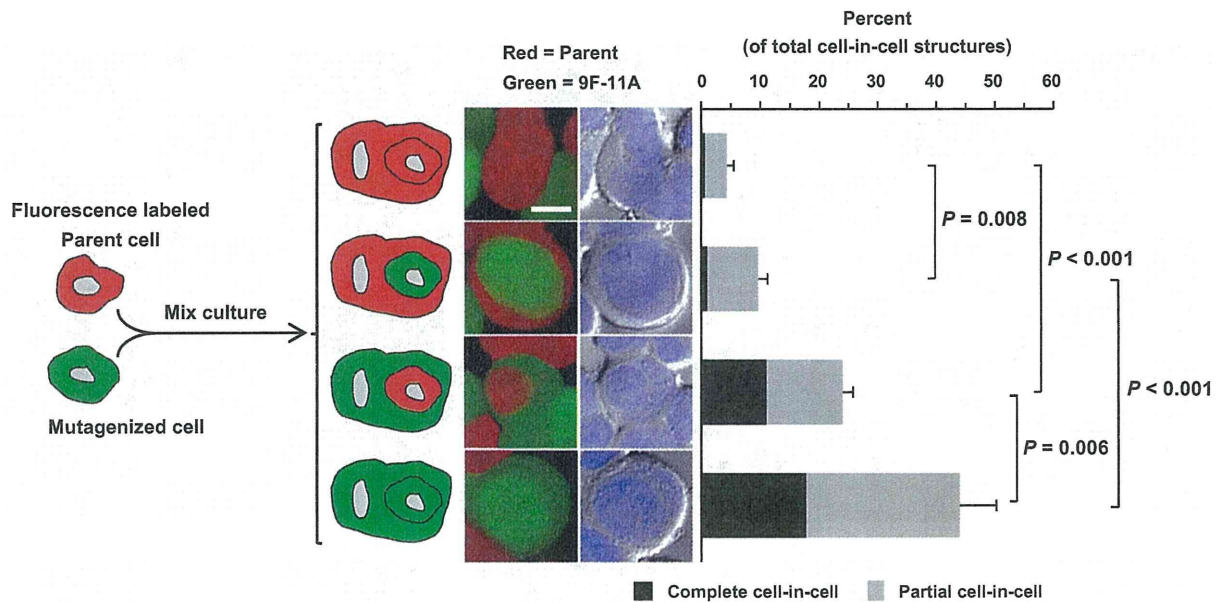 Percent
(of total cell-in-cell structures)
Red = Parent
Green = 9F-11A
0 10 20 30 40 50 60
Fluorescence labeled
Parent cell
Mix culture
Mutagenized cell
P = 0.008
P < 0.001
P < 0.001
P = 0.006
Complete cell-in-cell
Partial cell-in-cell